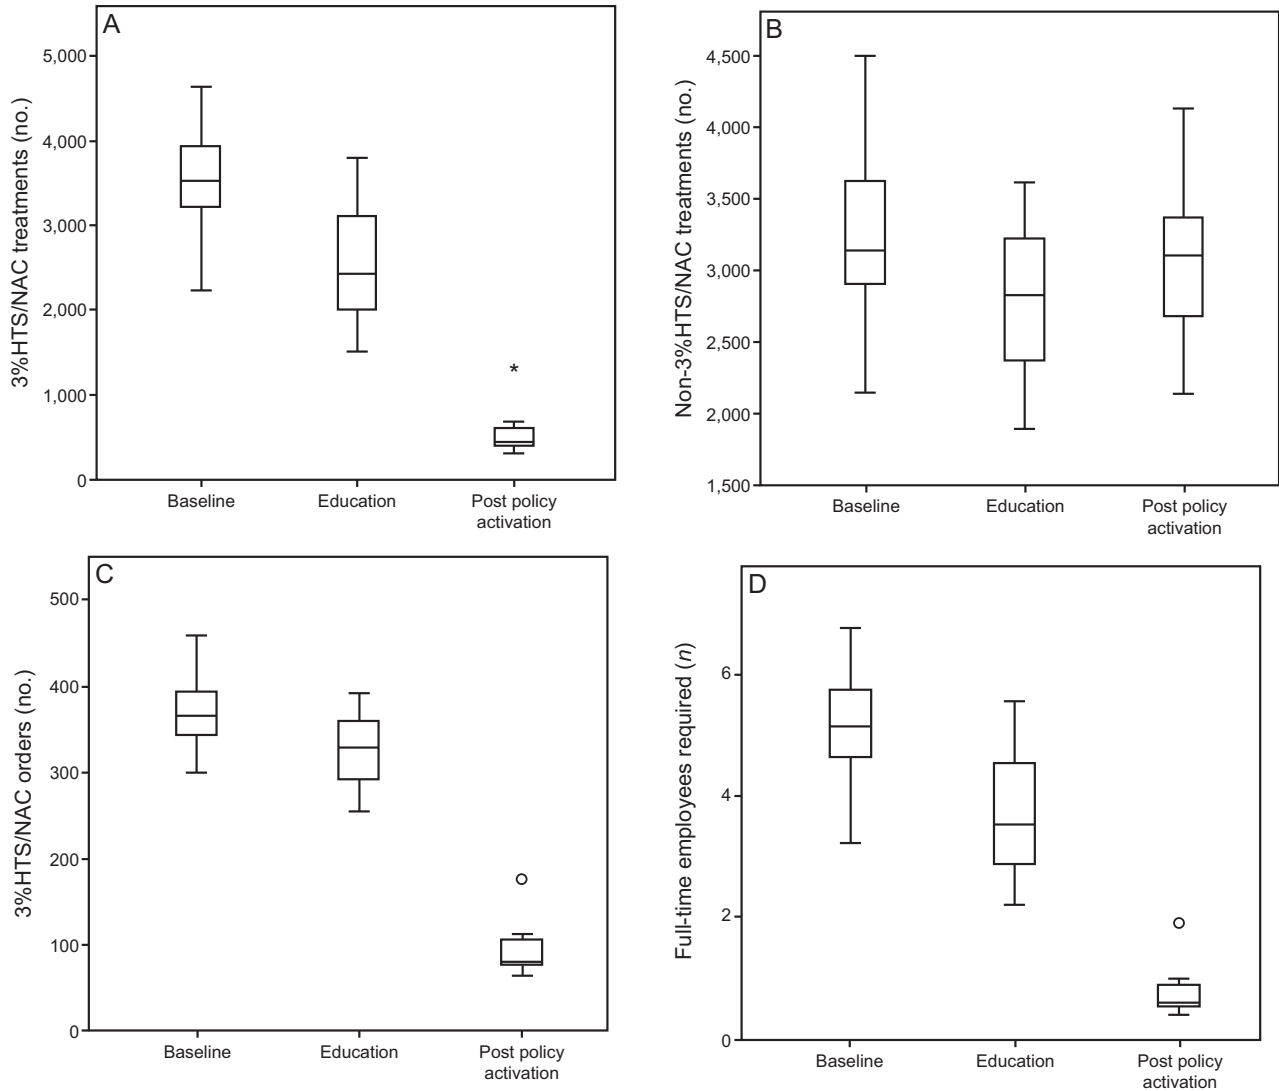 A
3%HTS/NAC treatments (no.)
5,000
4,000
3,000
2,000
1,000
0
*
Baseline
Education
Post policy
activation
B
Non-3%HTS/NAC treatments (no.)
4,500
4,000
3,500
3,000
2,500
2,000
1,500
Baseline
Education
Post policy
activation
C
3%HTS/NAC orders (no.)
500
400
300
200
100
0
Baseline
Education
Post policy
activation
D
Full-time employees required (n)
6
4
2
0
Baseline
Education
Post policy
activation